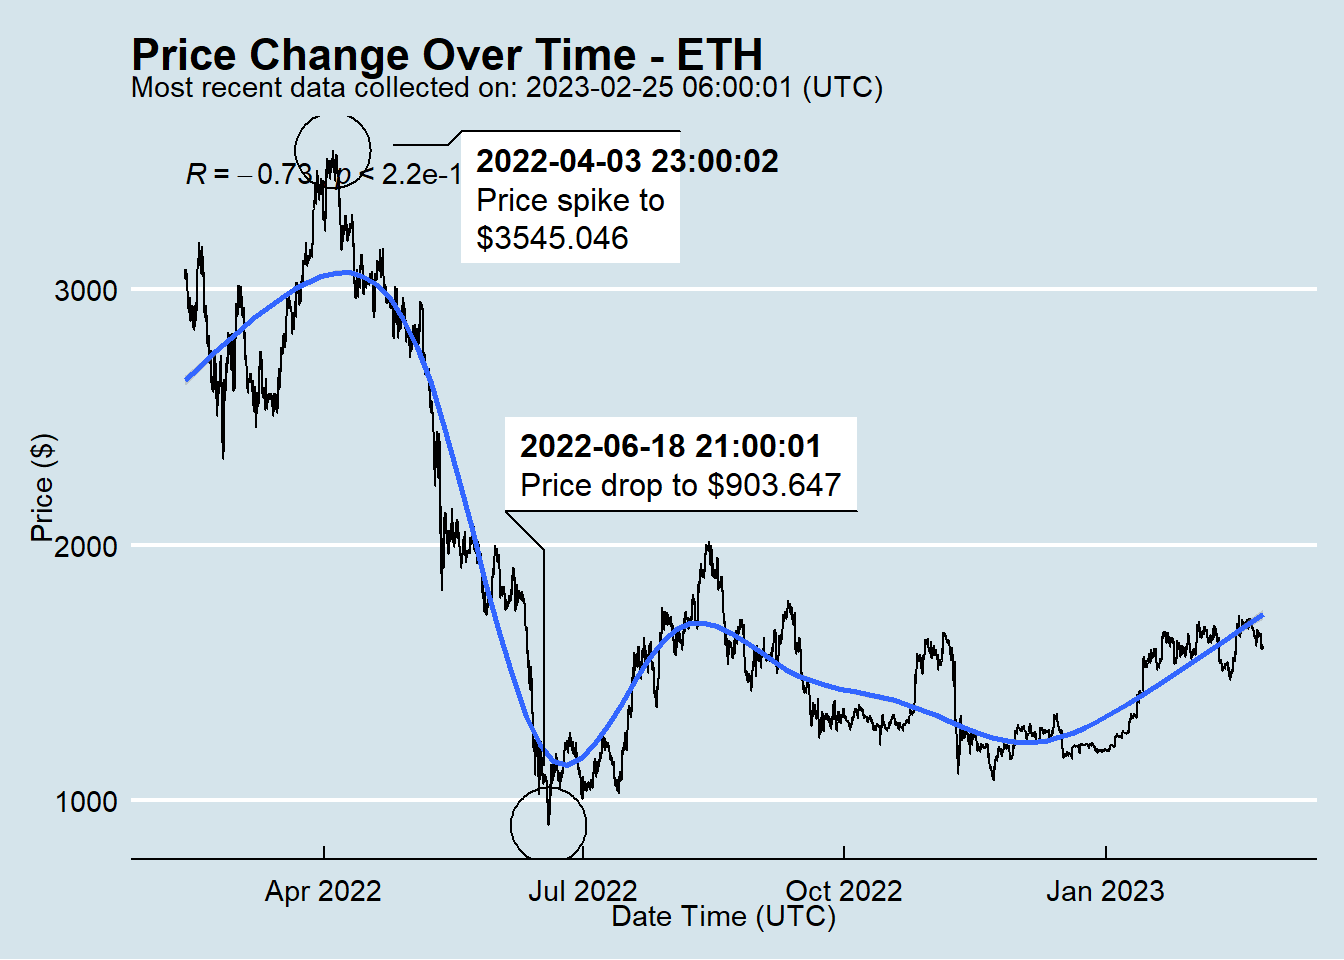 Price Change Over Time - ETH
Most recent data collected on: 2023-02-25 06:00:01 (UTC)
R = −0.73, p < 2.2e-1
2022-04-03 23:00:02
Price spike to
$3545.046
3000
2022-06-18 21:00:01
Price drop to $903.647
Price ($)
2000
1000
Apr 2022
Jul 2022
Oct 2022
Jan 2023
Date Time (UTC)